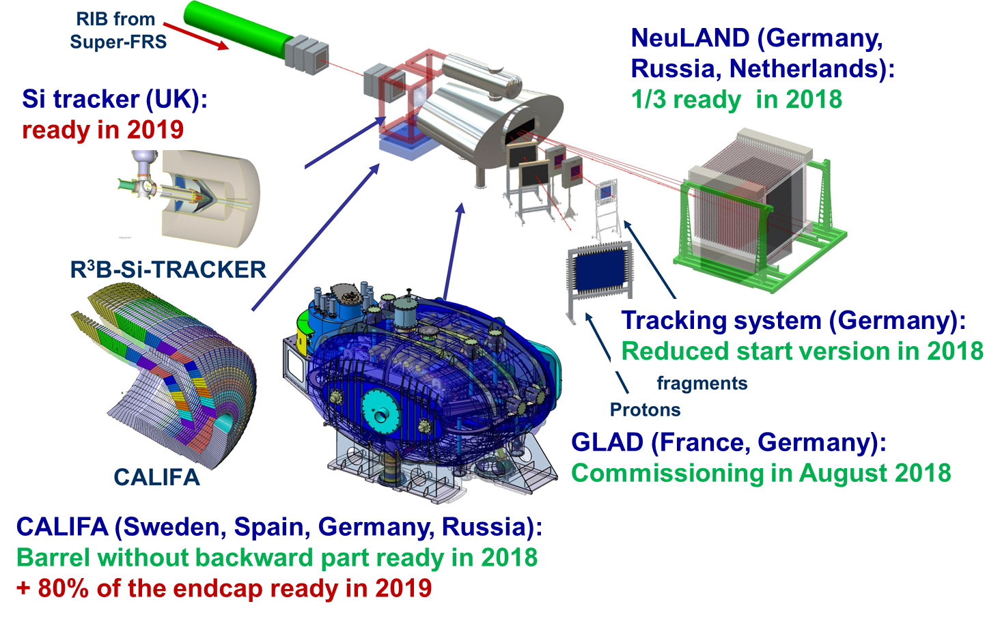 RIB from
Super-FRS
NeuLAND (Germany,
Russia, Netherlands):
1/3 ready  in 2018
Si tracker (UK):
ready in 2019
R³B-Si-TRACKER
Tracking system (Germany):
Reduced start version in 2018
fragments
Protons
GLAD (France, Germany):
Commissioning in August 2018
CALIFA
CALIFA (Sweden, Spain, Germany, Russia):
Barrel without backward part ready in 2018
+ 80% of the endcap ready in 2019